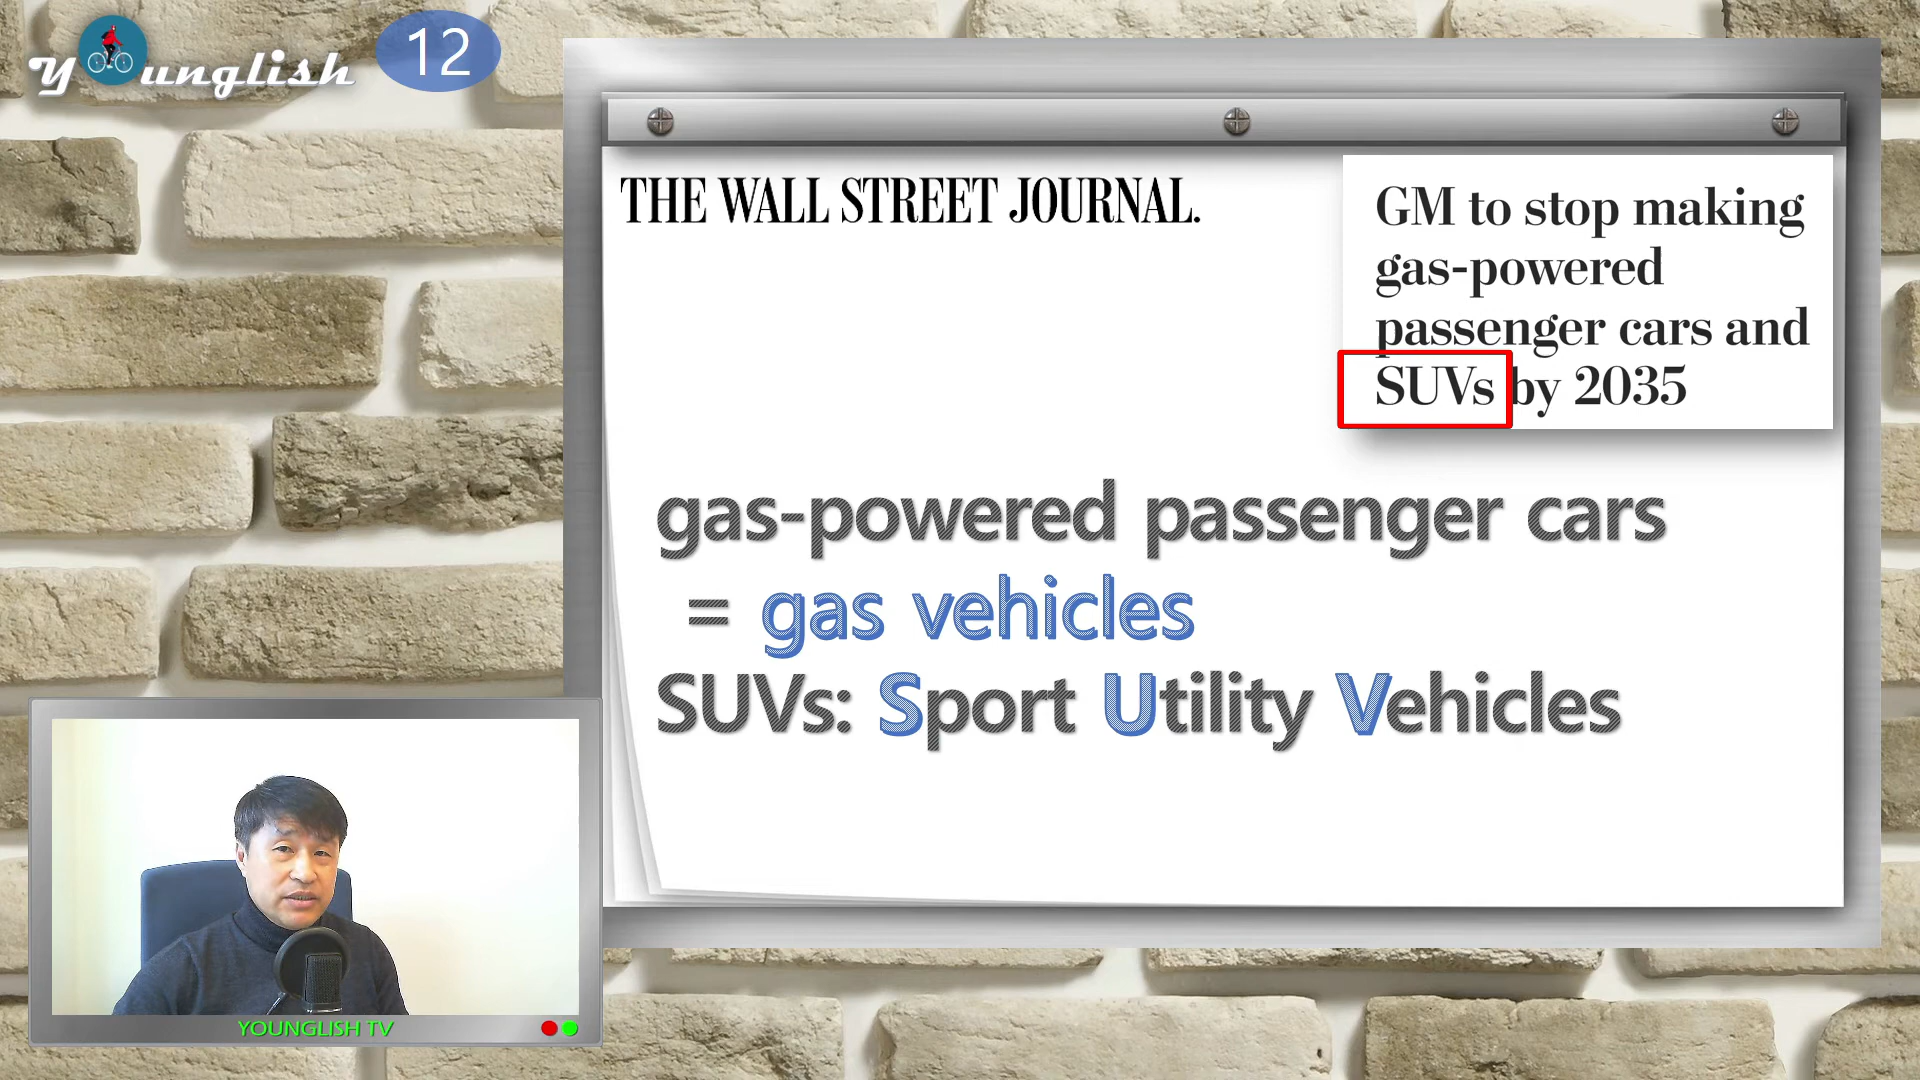 Younglish
12
THE WALL STREET JOURNAL.
GM to stop making
gas-powered
passenger cars and
SUVs by 2035
gas-powered passenger cars
= gas vehicles
SUVs: Sport Utility Vehicles
YOUNGLISH TV